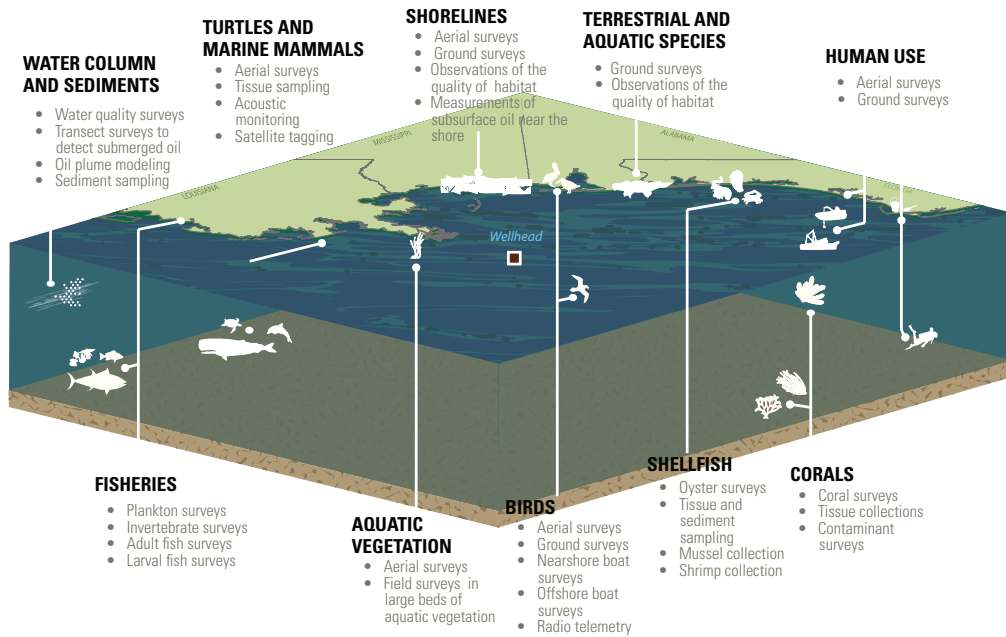 WATER COLUMN
AND SEDIMENTS
• Water quality surveys
• Transect surveys to
detect submerged oil
• Oil plume modeling
• Sediment sampling
TURTLES AND
MARINE MAMMALS
• Aerial surveys
• Tissue sampling
• Acoustic
monitoring
• Satellite tagging
SHORELINES
• Aerial surveys
• Ground surveys
• Observations of the
quality of habitat
• Measurements of
subsurface oil near the
shore
TERRESTRIAL AND
AQUATIC SPECIES
• Ground surveys
• Observations of the
quality of habitat
HUMAN USE
• Aerial surveys
• Ground surveys
LOUISIANA
MISSISSIPPI
ALABAMA
FLORIDA
Wellhead
FISHERIES
• Plankton surveys
• Invertebrate surveys
• Adult fish surveys
• Larval fish surveys
AQUATIC
VEGETATION
• Aerial surveys
• Field surveys in
large beds of
aquatic vegetation
BIRDS
• Aerial surveys
• Ground surveys
• Nearshore boat
surveys
• Offshore boat
surveys
• Radio telemetry
SHELLFISH
• Oyster surveys
• Tissue and
sediment
sampling
• Mussel collection
• Shrimp collection
CORALS
• Coral surveys
• Tissue collections
• Contaminant
surveys